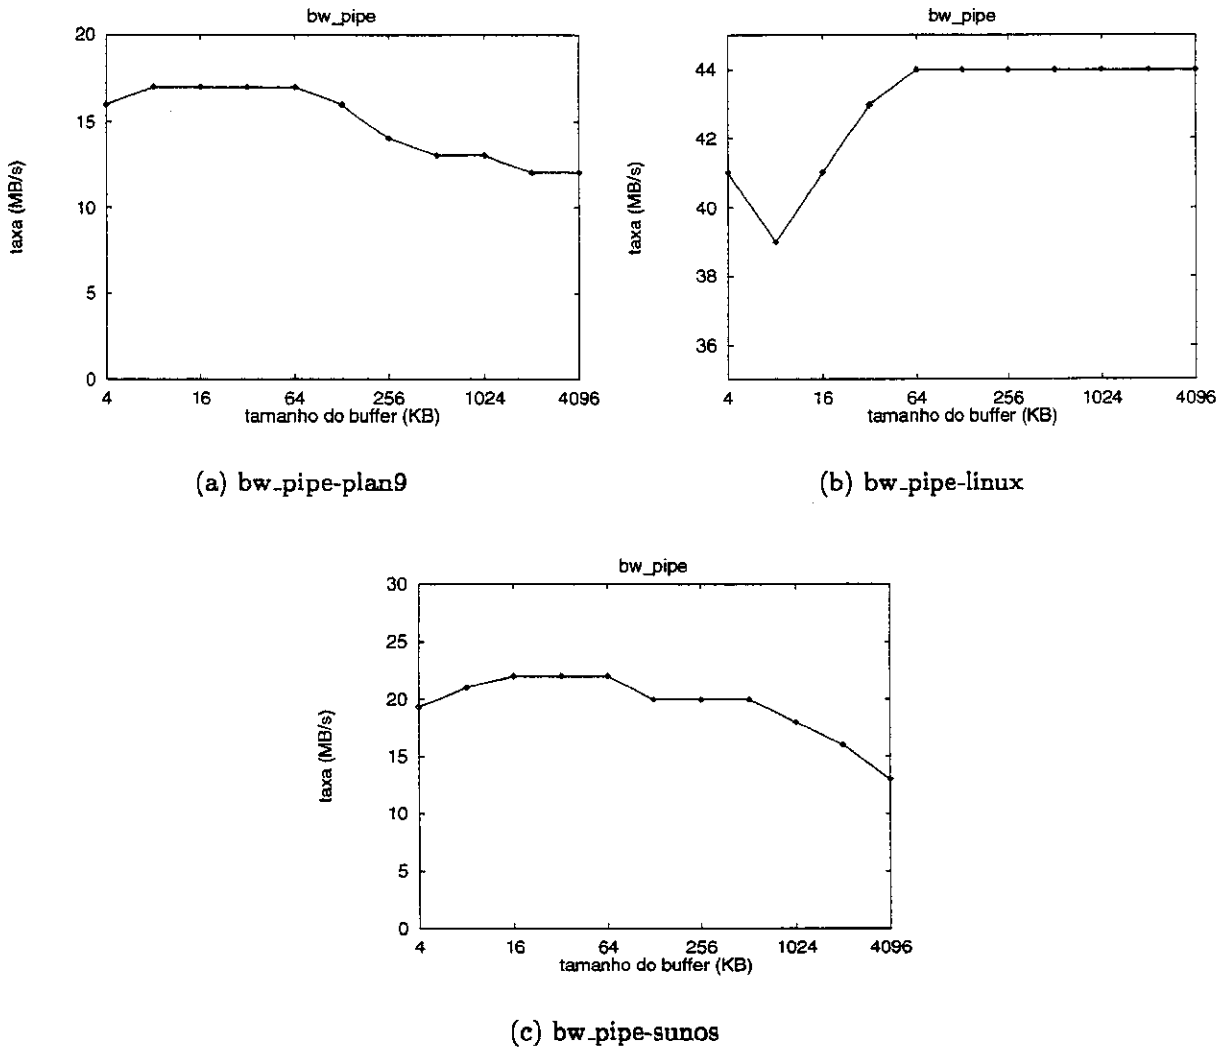 bw_pipe
20
15
10
5
0
taxa (MB/s)
4 16 64 256 1024 4096
tamanho do buffer (KB)
(a) bw_pipe-plan9
bw_pipe
44
42
40
38
36
taxa (MB/s)
4 16 64 256 1024 4096
tamanho do buffer (KB)
(b) bw_pipe-linux
bw_pipe
30
25
20
15
10
5
0
taxa (MB/s)
4 16 64 256 1024 4096
tamanho do buffer (KB)
(c) bw_pipe-sunos